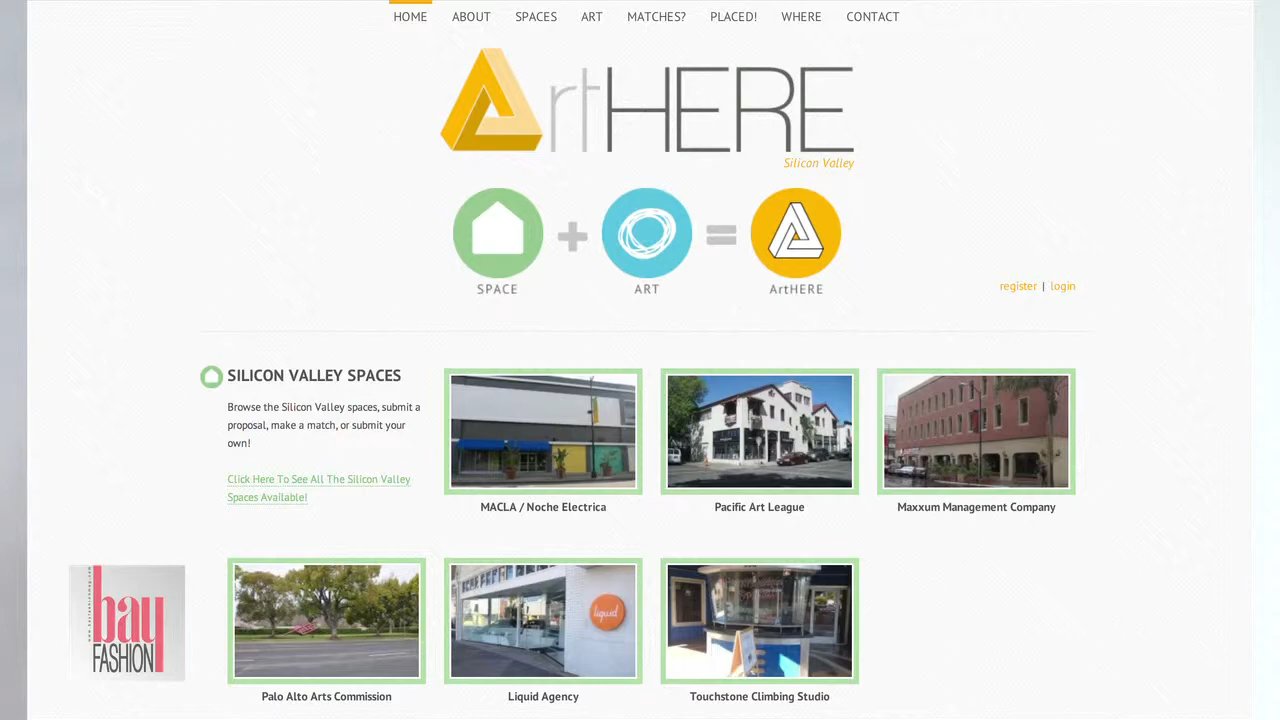 HOME ABOUT SPACES ART MATCHES? PLACED! WHERE CONTACT
ArtHERE
Silicon Valley
SPACE ART ArtHERE
register | login
SILICON VALLEY SPACES
Browse the Silicon Valley spaces, submit a
proposal, make a match, or submit your
own!
Click Here To See All The Silicon Valley
Spaces Available!
MACLA / Noche Electrica
Pacific Art League
Maxxum Management Company
bay
FASHION
liquid
Palo Alto Arts Commission
Liquid Agency
Touchstone Climbing Studio